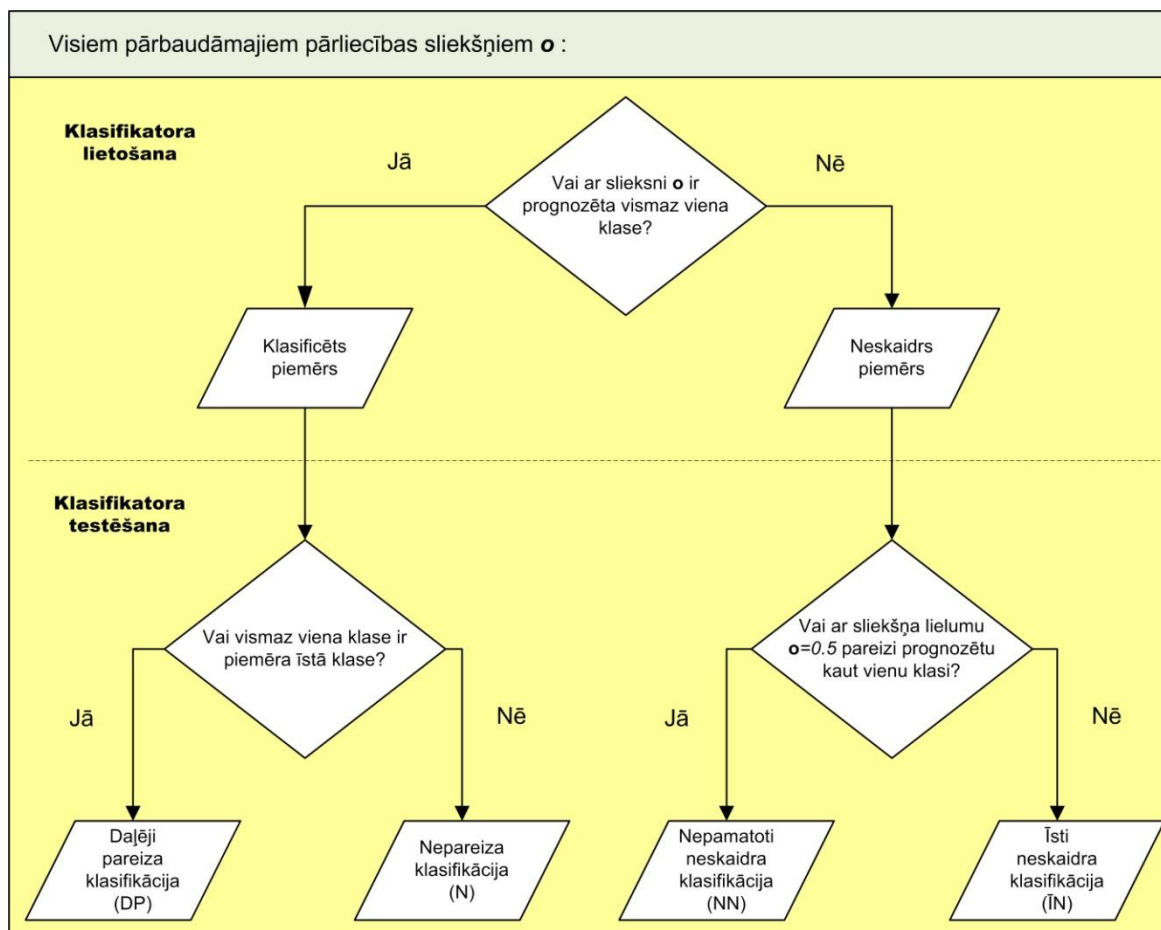 Visiem pārbaudāmajiem pārliecības sliekšņiem o :
Klasifikatora
lietošana
Jā
Nē
Vai ar slieksni o ir
prognozēta vismaz viena
klase?
Klasificēts
piemērs
Neskaidrs
piemērs
Klasifikatora
testēšana
Vai vismaz viena klase ir
piemēra īstā klase?
Vai ar sliekšņa lielumu
o=0.5 pareizi prognozētu
kaut vienu klasi?
Jā
Nē
Jā
Nē
Daļēji
pareiza
klasifikācija
(DP)
Nepareiza
klasifikācija
(N)
Nepamatoti
neskaidra
klasifikācija
(NN)
Īsti
neskaidra
klasifikācija
(ĪN)